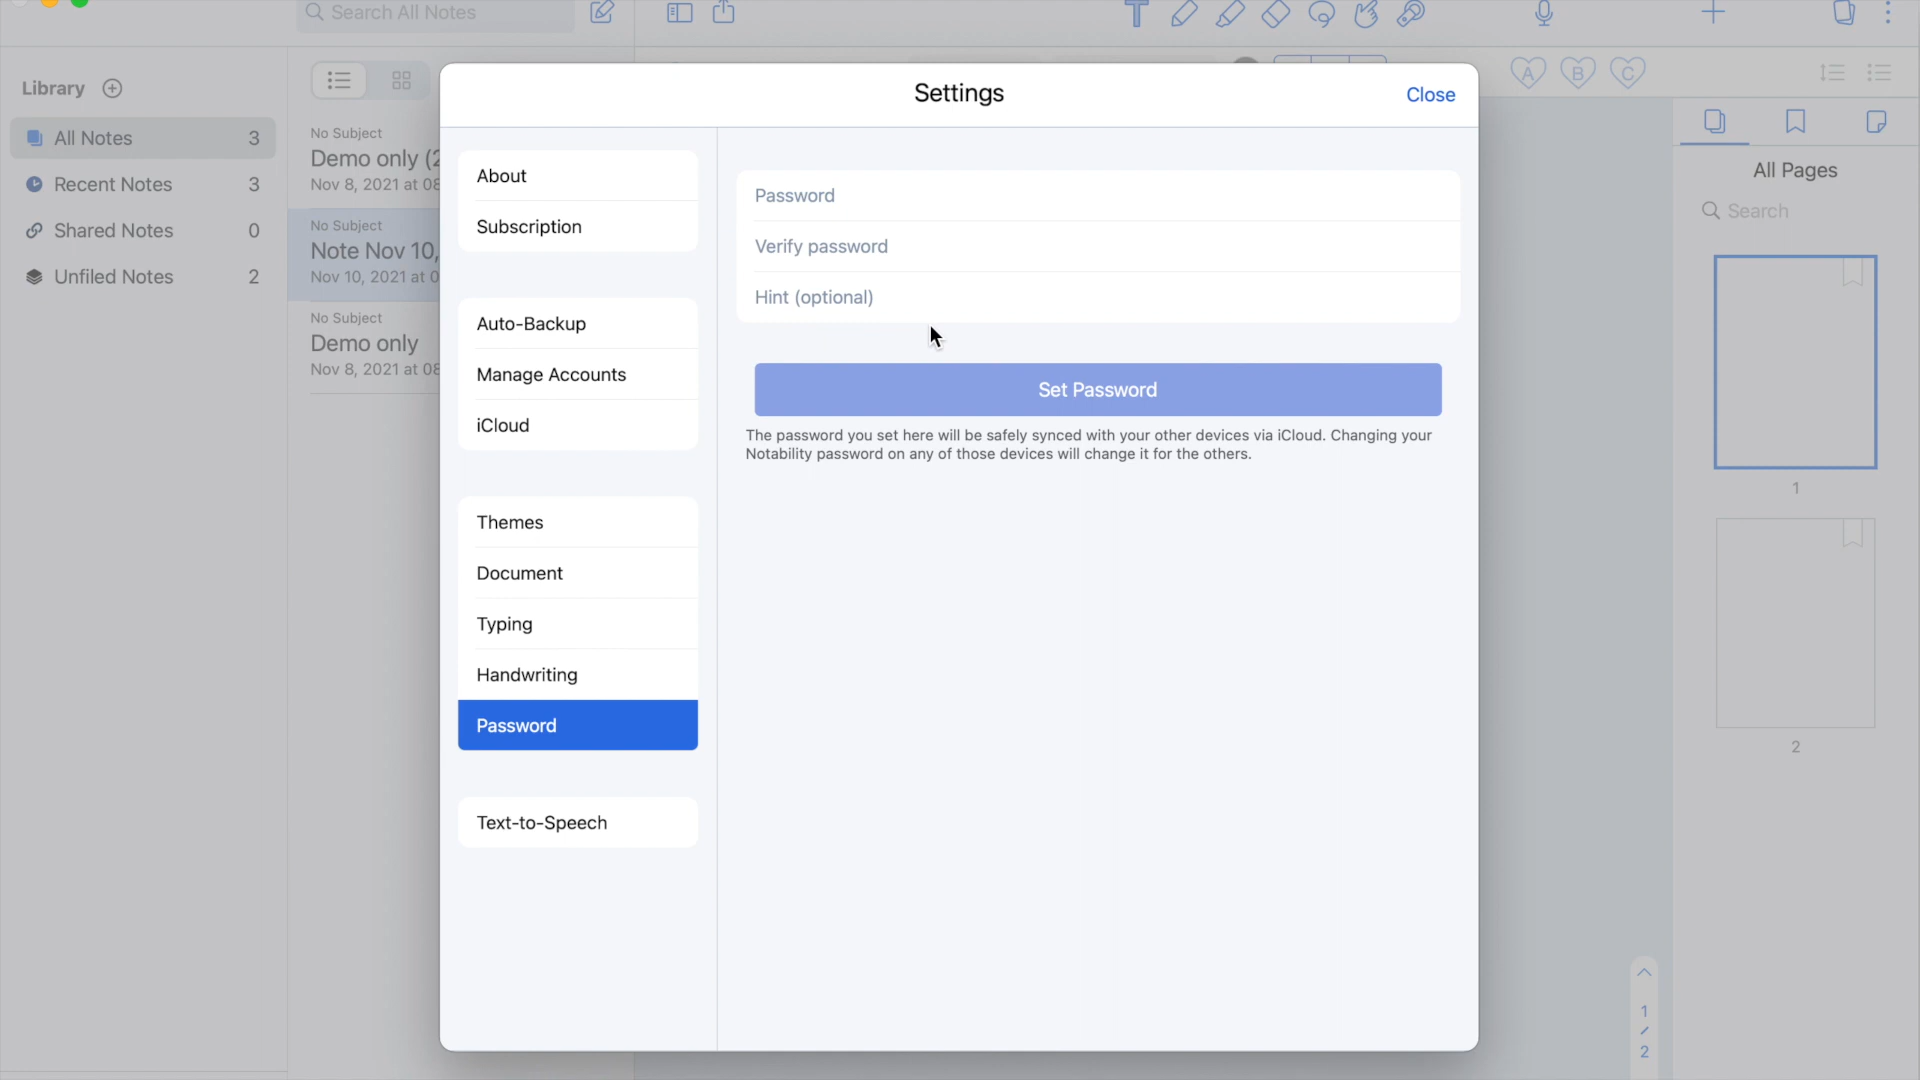 Search All Notes
Library
All Notes 3
Recent Notes 3
Shared Notes 0
Unfiled Notes 2
No Subject
Demo only (2
Nov 8, 2021 at 08
No Subject
Note Nov 10,
Nov 10, 2021 at 0
No Subject
Demo only
Nov 8, 2021 at 08
Settings
Close
About
Subscription
Auto-Backup
Manage Accounts
iCloud
Themes
Document
Typing
Handwriting
Password
Text-to-Speech
Password
Verify password
Hint (optional)
Set Password
The password you set here will be safely synced with your other devices via iCloud. Changing your
Notability password on any of those devices will change it for the others.
T
A B C
All Pages
Search
1
2
1
/
2